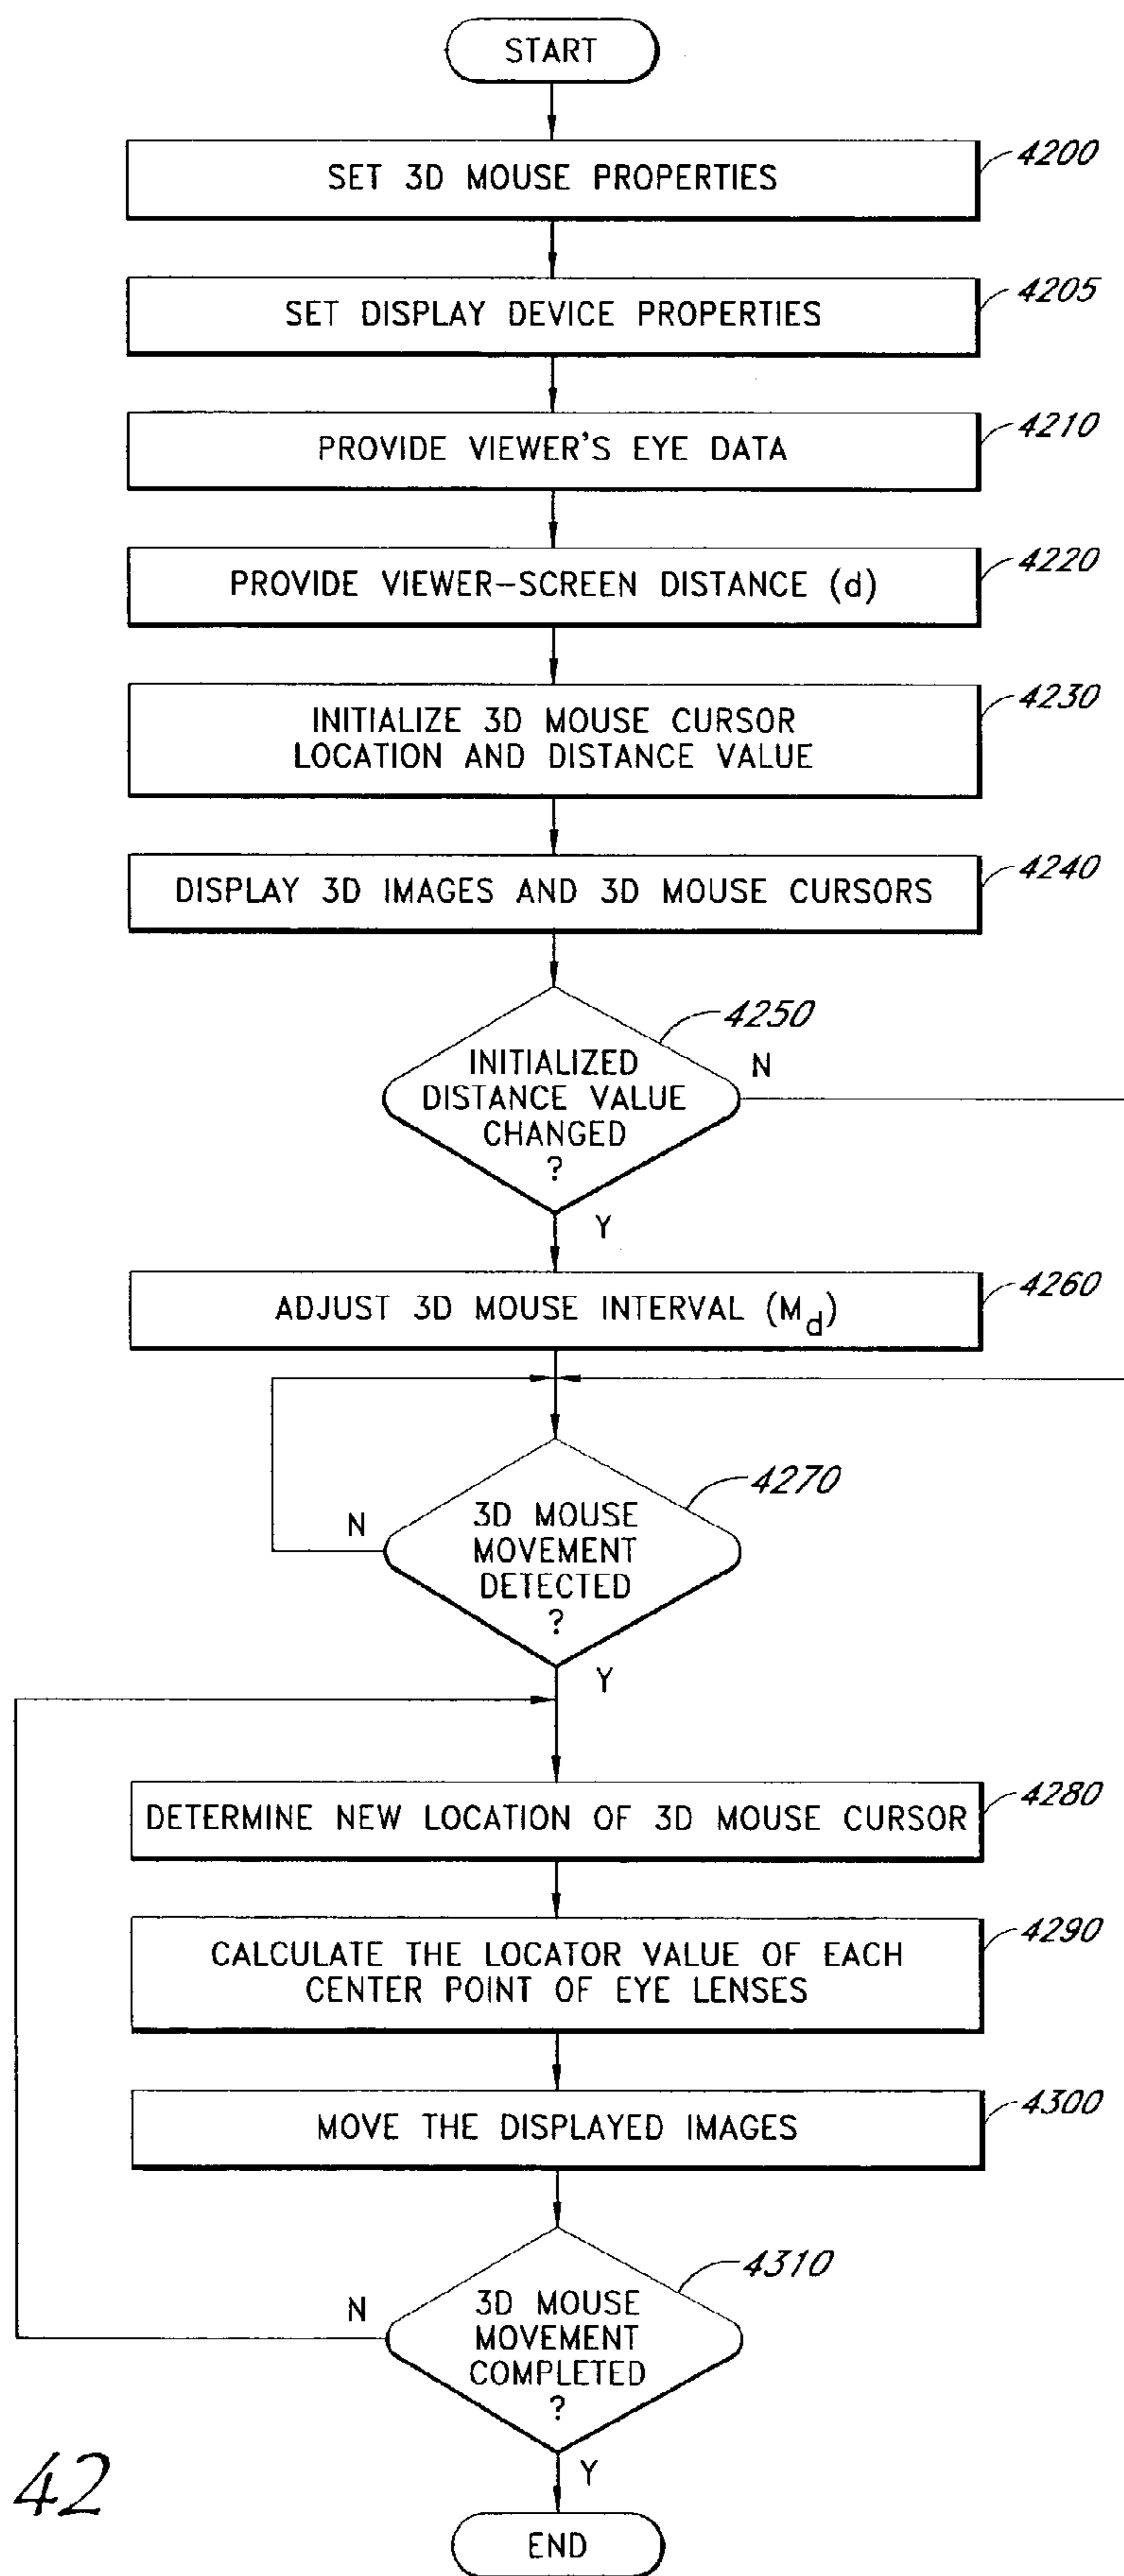 START
SET 3D MOUSE PROPERTIES
4200
SET DISPLAY DEVICE PROPERTIES
4205
PROVIDE VIEWER'S EYE DATA
4210
PROVIDE VIEWER-SCREEN DISTANCE (d)
4220
INITIALIZE 3D MOUSE CURSOR
LOCATION AND DISTANCE VALUE
4230
DISPLAY 3D IMAGES AND 3D MOUSE CURSORS
4240
4250
INITIALIZED
DISTANCE VALUE
CHANGED
?
N
Y
ADJUST 3D MOUSE INTERVAL (Md)
4260
4270
3D MOUSE
MOVEMENT
DETECTED
?
N
Y
DETERMINE NEW LOCATION OF 3D MOUSE CURSOR
4280
CALCULATE THE LOCATOR VALUE OF EACH
CENTER POINT OF EYE LENSES
4290
MOVE THE DISPLAYED IMAGES
4300
4310
3D MOUSE
MOVEMENT
COMPLETED
?
N
Y
42
END